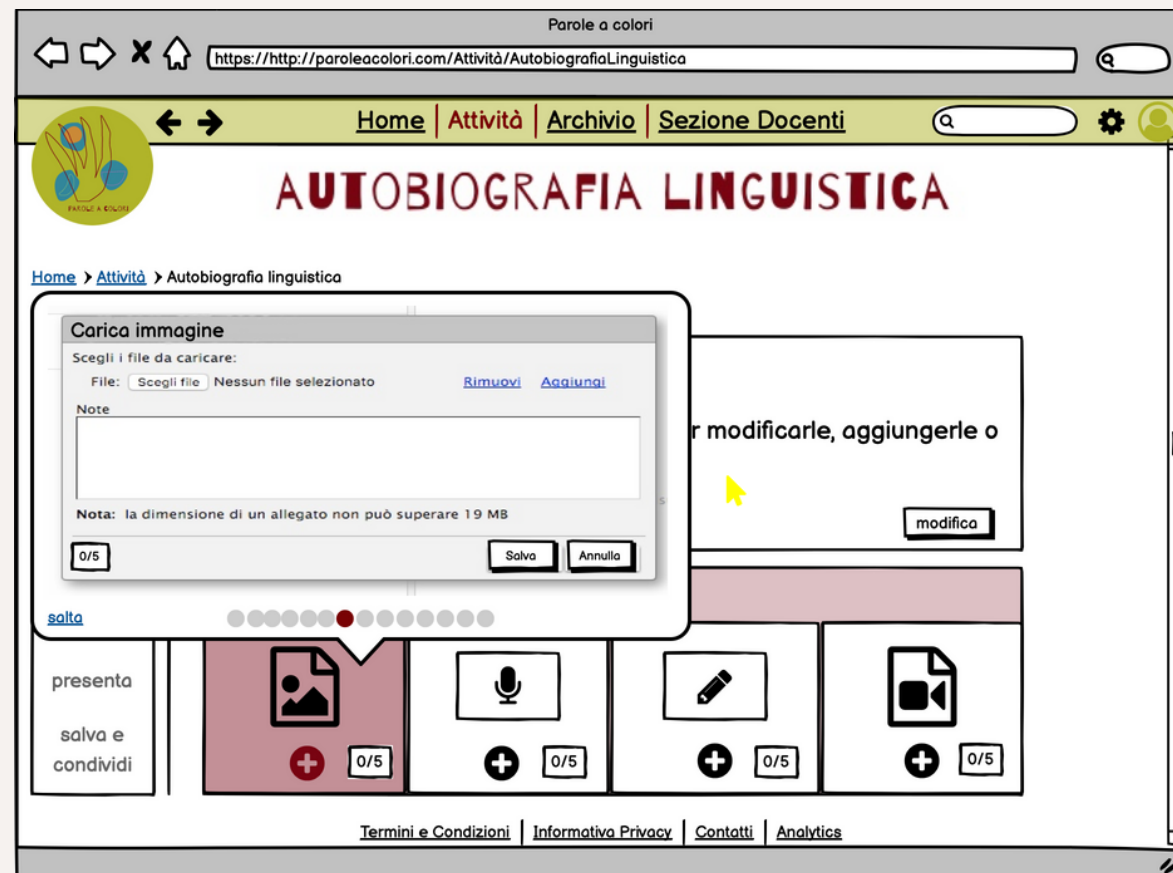 Parole a colori
https://http://paroleacolori.com/Attività/AutobiografiaLinguistica
Home | Attività | Archivio | Sezione Docenti
PAROLE A COLORI
AUTOBIOGRAFIA LINGUISTICA
Home > Attività > Autobiografia linguistica
Carica immagine
Scegli i file da caricare:
File: Scegli file Nessun file selezionato Rimuovi Aggiungi
Note
Nota: la dimensione di un allegato non può superare 19 MB
0/5 Salva Annulla
salta
r modificarle, aggiungerle o
s
modifica
presenta
salva e
condividi
0/5 0/5 0/5 0/5
Termini e Condizioni | Informativa Privacy | Contatti | Analytics